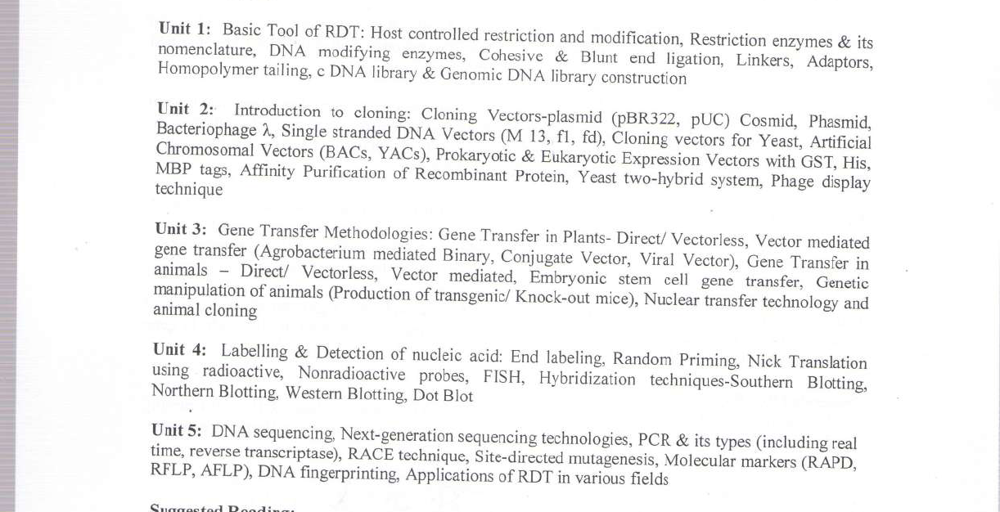 Unit 1: Basic Tool of RDT: Host controlled restriction and modification, Restriction enzymes & its
nomenclature, DNA modifying enzymes, Cohesive & Blunt end ligation, Linkers, Adaptors,
Homopolymer tailing, c DNA library & Genomic DNA library construction
Unit 2: Introduction to cloning: Cloning Vectors-plasmid (pBR322, pUC) Cosmid, Phasmid,
Bacteriophage λ, Single stranded DNA Vectors (M 13, f1, fd), Cloning vectors for Yeast, Artificial
Chromosomal Vectors (BACs, YACs), Prokaryotic & Eukaryotic Expression Vectors with GST, His,
MBP tags, Affinity Purification of Recombinant Protein, Yeast two-hybrid system, Phage display
technique
Unit 3: Gene Transfer Methodologies: Gene Transfer in Plants- Direct/ Vectorless, Vector mediated
gene transfer (Agrobacterium mediated Binary, Conjugate Vector, Viral Vector), Gene Transfer in
animals – Direct/ Vectorless, Vector mediated, Embryonic stem cell gene transfer, Genetic
manipulation of animals (Production of transgenic/ Knock-out mice), Nuclear transfer technology and
animal cloning
Unit 4: Labelling & Detection of nucleic acid: End labeling, Random Priming, Nick Translation
using radioactive, Nonradioactive probes, FISH, Hybridization techniques-Southern Blotting,
Northern Blotting, Western Blotting, Dot Blot
Unit 5: DNA sequencing, Next-generation sequencing technologies, PCR & its types (including real
time, reverse transcriptase), RACE technique, Site-directed mutagenesis, Molecular markers (RAPD,
RFLP, AFLP), DNA fingerprinting, Applications of RDT in various fields
Suggested Reading: